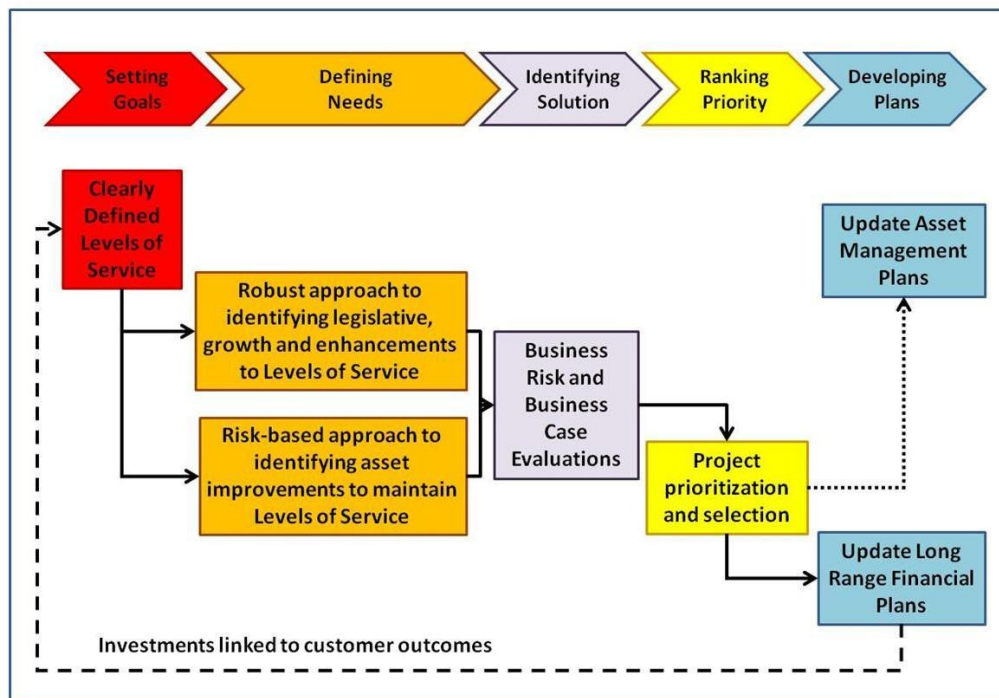 Setting
Goals
Defining
Needs
Identifying
Solution
Ranking
Priority
Developing
Plans
Clearly
Defined
Levels of
Service
Robust approach to
identifying legislative,
growth and enhancements
to Levels of Service
Risk-based approach to
identifying asset
improvements to maintain
Levels of Service
Business
Risk and
Business
Case
Evaluations
Project
prioritization
and selection
Update Asset
Management
Plans
Update Long
Range Financial
Plans
Investments linked to customer outcomes